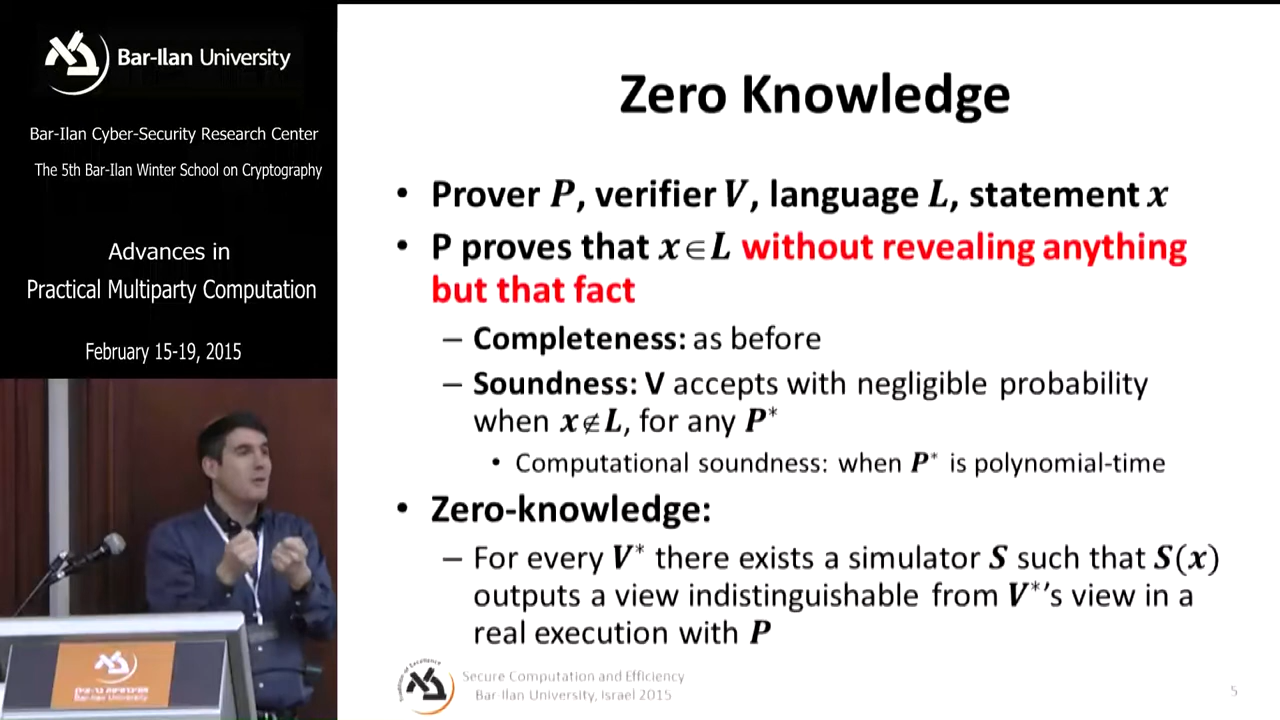 Bar-Ilan University
Bar-Ilan Cyber-Security Research Center
The 5th Bar-Ilan Winter School on Cryptography
Advances in
Practical Multiparty Computation
February 15-19, 2015
Zero Knowledge
• Prover P, verifier V, language L, statement x
• P proves that x∈L without revealing anything
but that fact
– Completeness: as before
– Soundness: V accepts with negligible probability
when x∉L, for any P*
• Computational soundness: when P* is polynomial-time
• Zero-knowledge:
– For every V* there exists a simulator S such that S(x)
outputs a view indistinguishable from V*'s view in a
real execution with P
Secure Computation and Efficiency
Bar-Ilan University, Israel 2015
5
Bar-Ilan University